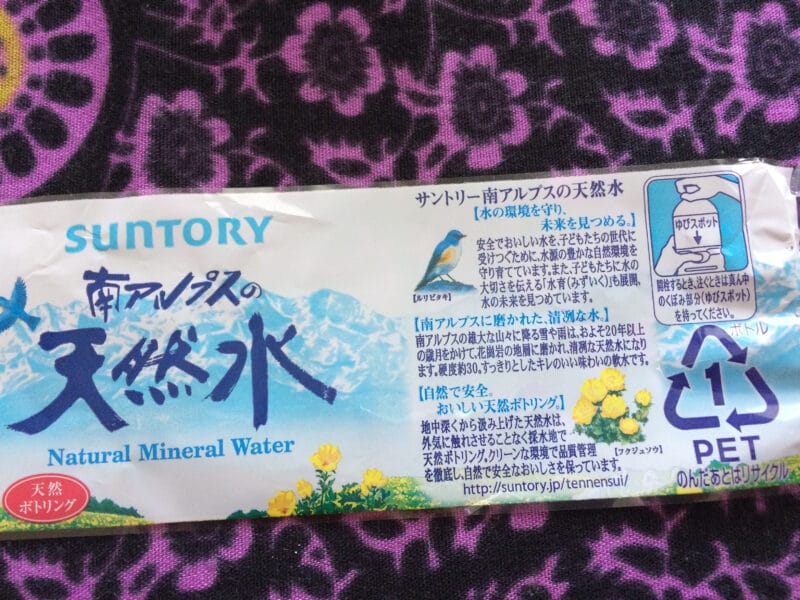 SUNTORY
南アルプスの
天然水
Natural Mineral Water
天然
ボトリング
サントリー南アルプスの天然水
【水の環境を守り、
未来を見つめる。】
安全でおいしい水を、子どもたちの世代に
受けつぐために、水源の豊かな自然環境を
守り育てています。また、子どもたちに水の
大切さを伝える「水育(みずいく)」も展開、
水の未来を見つめています。
【ルリビタキ】
【南アルプスに磨かれた、清冽な水。】
南アルプスの雄大な山々に降る雪や雨は、およそ20年以上
の歳月をかけて、花崗岩の地層に磨かれ、清冽な天然水になり
ます。硬度約30。すっきりとしたキレのいい味わいの軟水です。
【自然で安全。
おいしい天然ボトリング。】
地中深くから汲み上げた天然水は、
外気に触れさせることなく採水地で
天然ボトリング。クリーンな環境で品質管理
を徹底し、自然で安全なおいしさを保っています。
http://suntory.jp/tennensui/
【フクジュソウ】
ゆびスポット
開栓するとき、注ぐときは真ん中
のくぼみ部分(ゆびスポット)
を持ってください。
ボトル
1
PET
のんだあとはリサイクル